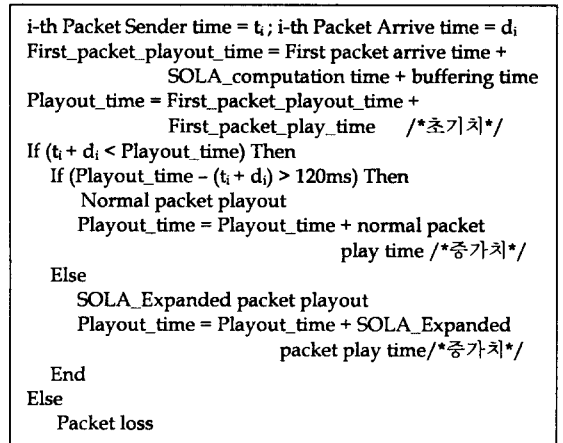 i-th Packet Sender time = tᵢ ; i-th Packet Arrive time = dᵢ
First_packet_playout_time = First packet arrive time +
SOLA_computation time + buffering time
Playout_time = First_packet_playout_time +
First_packet_play_time /*초기치*/
If (tᵢ + dᵢ < Playout_time) Then
If (Playout_time – (tᵢ + dᵢ) > 120ms) Then
Normal packet playout
Playout_time = Playout_time + normal packet
play time /*증가치*/
Else
SOLA_Expanded packet playout
Playout_time = Playout_time + SOLA_Expanded
packet play time/*증가치*/
End
Else
Packet loss